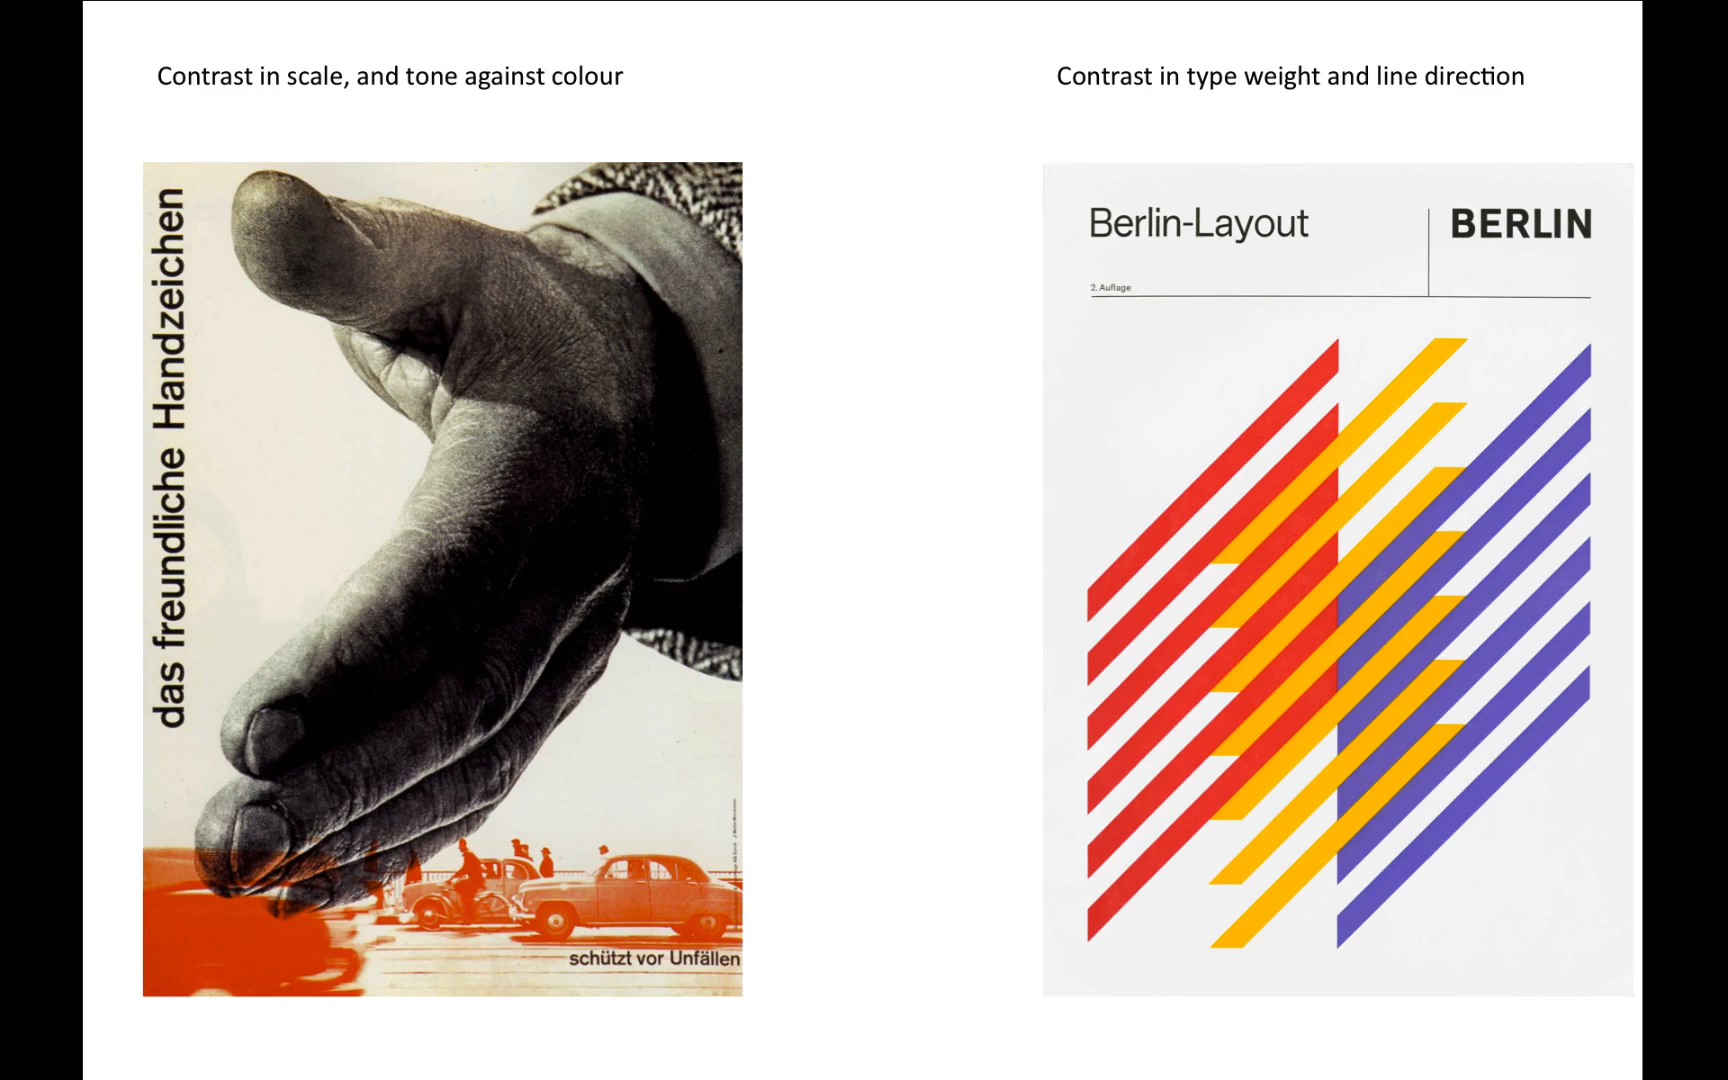 Contrast in scale, and tone against colour
Contrast in type weight and line direction
das freundliche Handzeichen
schützt vor Unfällen
Berlin-Layout
BERLIN
2. Auflage